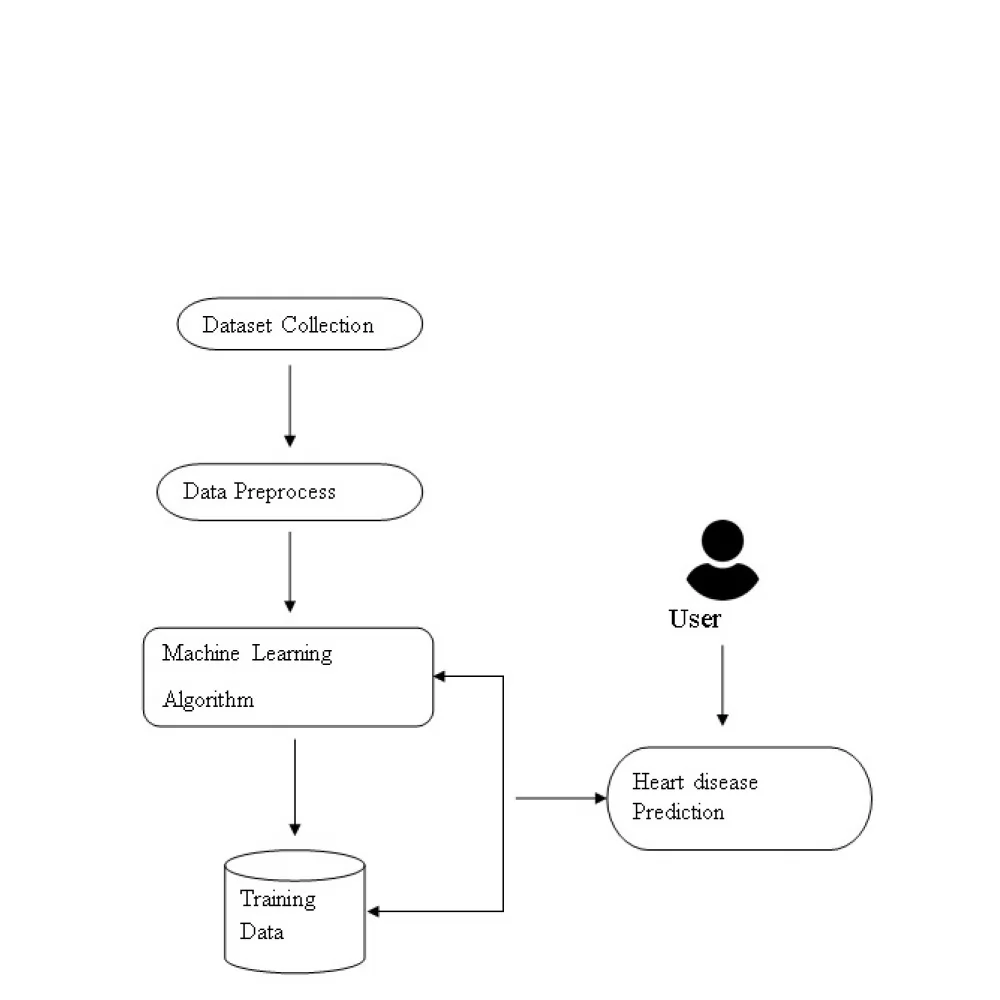 Dataset Collection
Data Preprocess
Machine Learning
Algorithm
Training
Data
User
Heart disease
Prediction